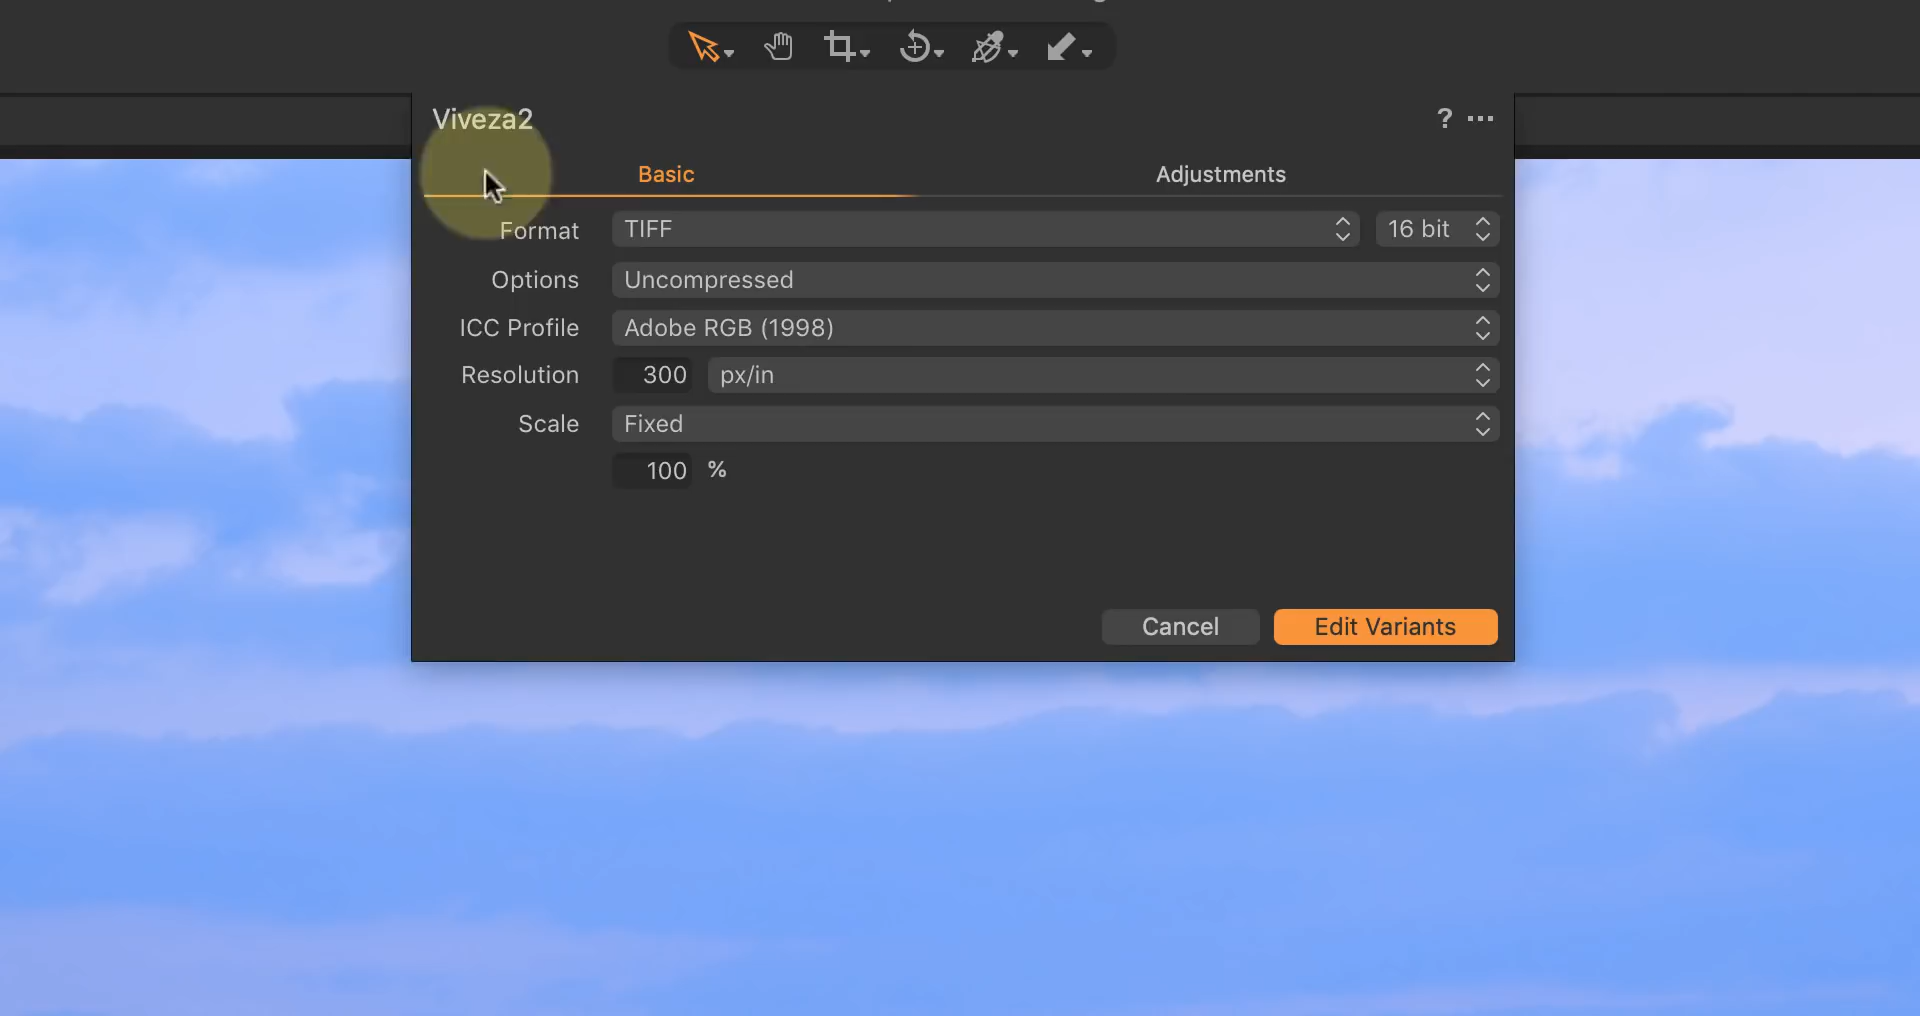 Viveza2
?
Basic Adjustments
Format TIFF 16 bit
Options Uncompressed
ICC Profile Adobe RGB (1998)
Resolution 300 px/in
Scale Fixed
100 %
Cancel Edit Variants